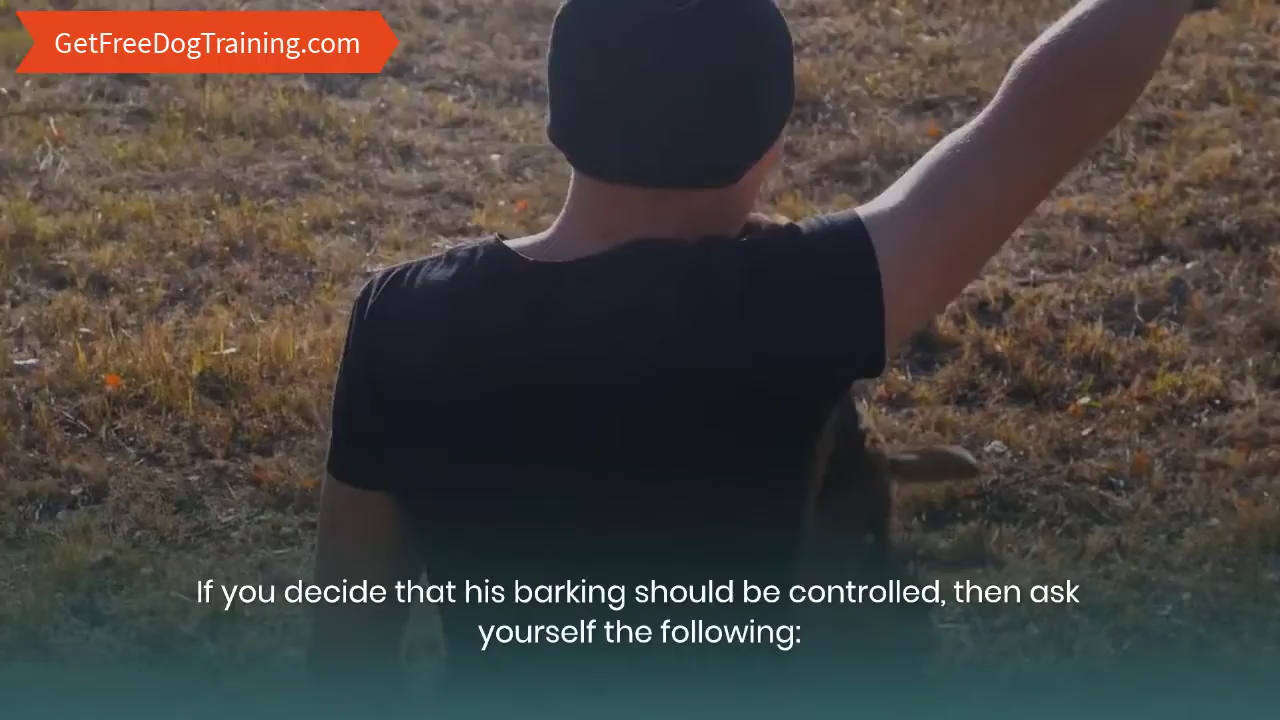 GetFreeDogTraining.com
If you decide that his barking should be controlled, then ask
yourself the following: